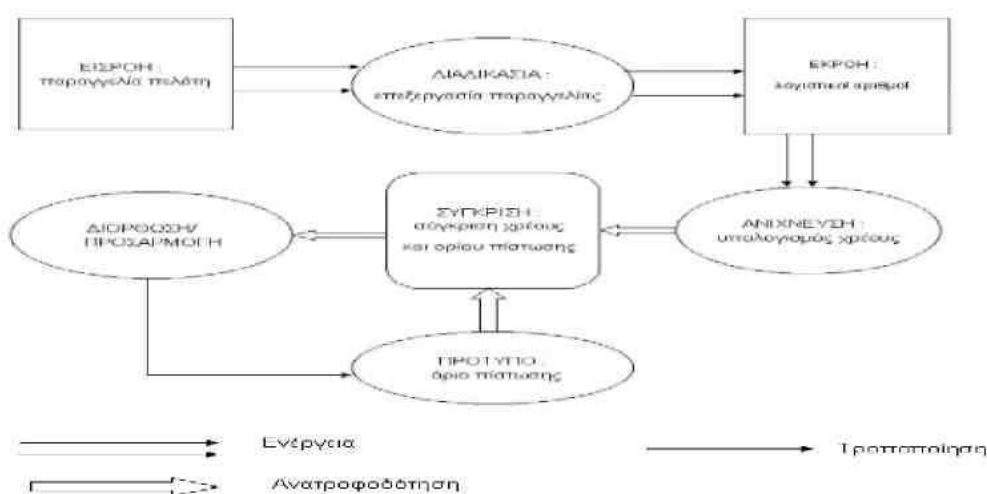 ΕΙΣΡΟΗ :
παραγγελία πελάτη
ΔΙΑΔΙΚΑΣΙΑ :
επεξεργασία παραγγελίας
ΕΚΡΟΗ :
λογιστικοί αριθμοί
ΔΙΟΡΘΩΣΗ/
ΠΡΟΣΑΡΜΟΓΗ
ΣΥΓΚΡΙΣΗ :
σύγκριση χρέους
και ορίου πίστωσης
ΑΝΙΧΝΕΥΣΗ :
υπολογισμός χρέους
ΠΡΟΤΥΠΟ :
όριο πίστωσης
Ενέργεια
Τροποποίηση
Ανατροφοδότηση